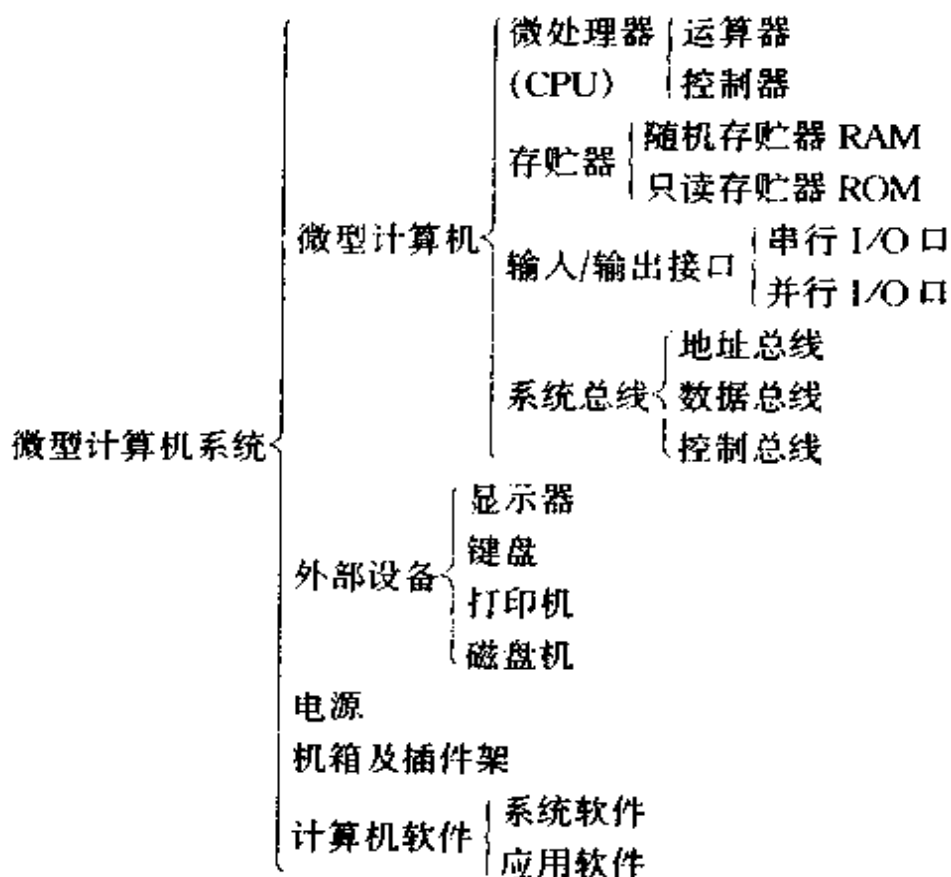 微处理器
(CPU)
运算器
控制器
存贮器
随机存贮器 RAM
只读存贮器 ROM
微型计算机
输入/输出接口
串行 I/O 口
并行 I/O 口
系统总线
地址总线
数据总线
控制总线
微型计算机系统
外部设备
显示器
键盘
打印机
磁盘机
电源
机箱及插件架
计算机软件
系统软件
应用软件